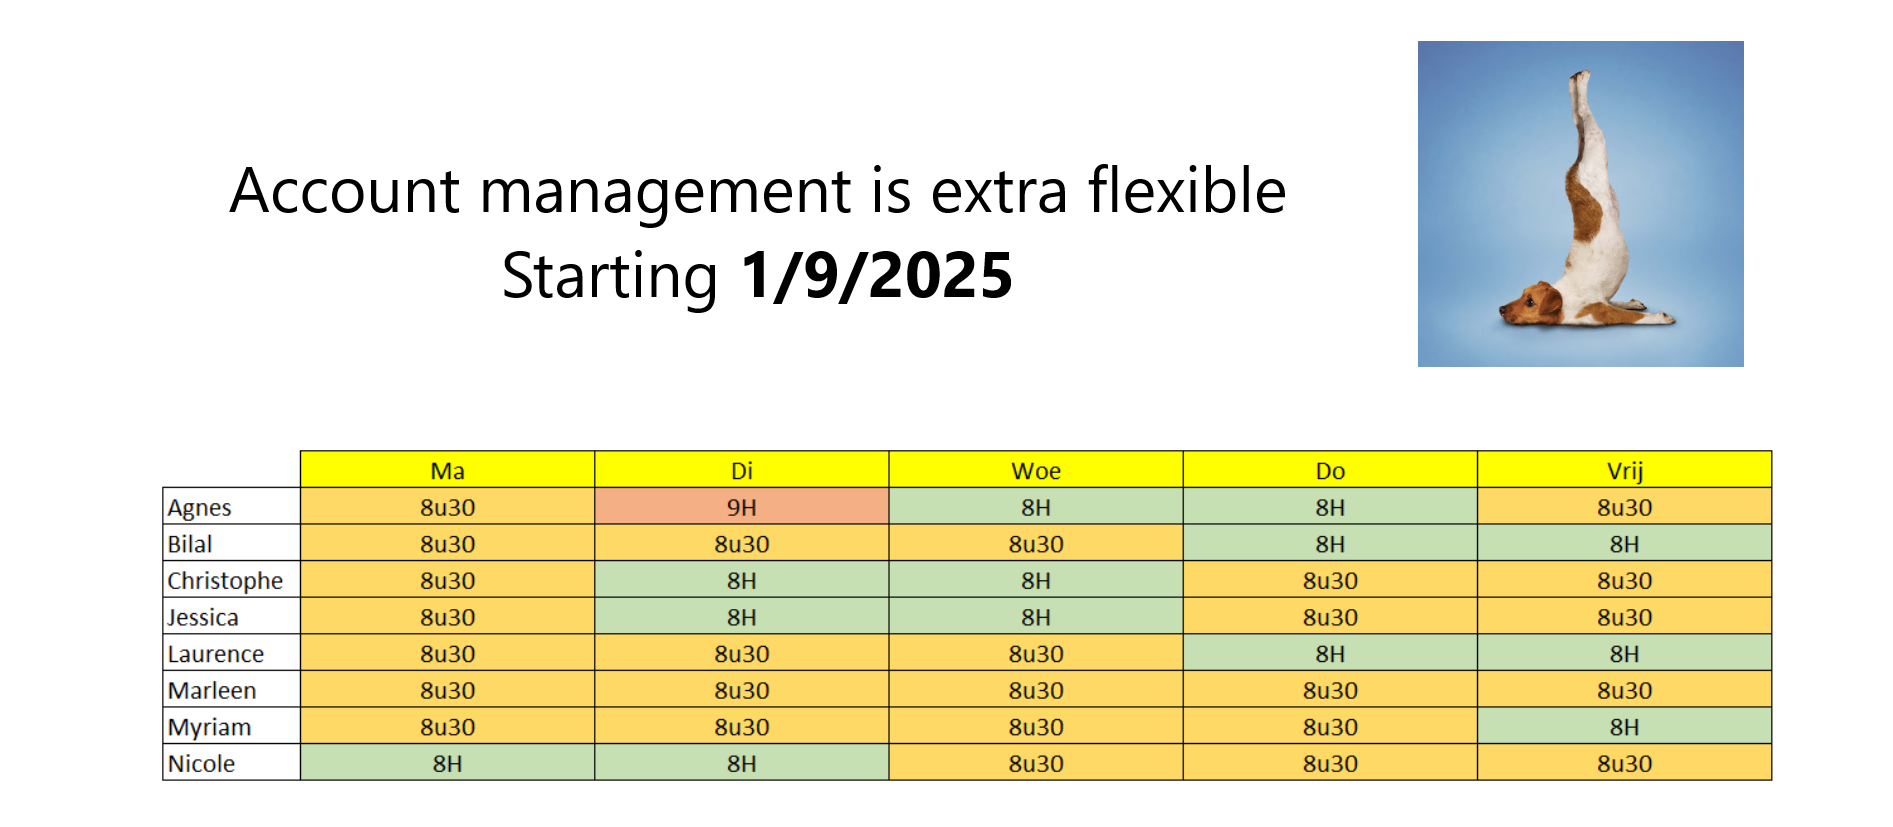 Account management is extra flexible
Starting 1/9/2025
Ma Di Woe Do Vrij
Agnes 8u30 9H 8H 8H 8u30
Bilal 8u30 8u30 8u30 8H 8H
Christophe 8u30 8H 8H 8u30 8u30
Jessica 8u30 8H 8H 8u30 8u30
Laurence 8u30 8u30 8u30 8H 8H
Marleen 8u30 8u30 8u30 8u30 8u30
Myriam 8u30 8u30 8u30 8u30 8H
Nicole 8H 8H 8u30 8u30 8u30